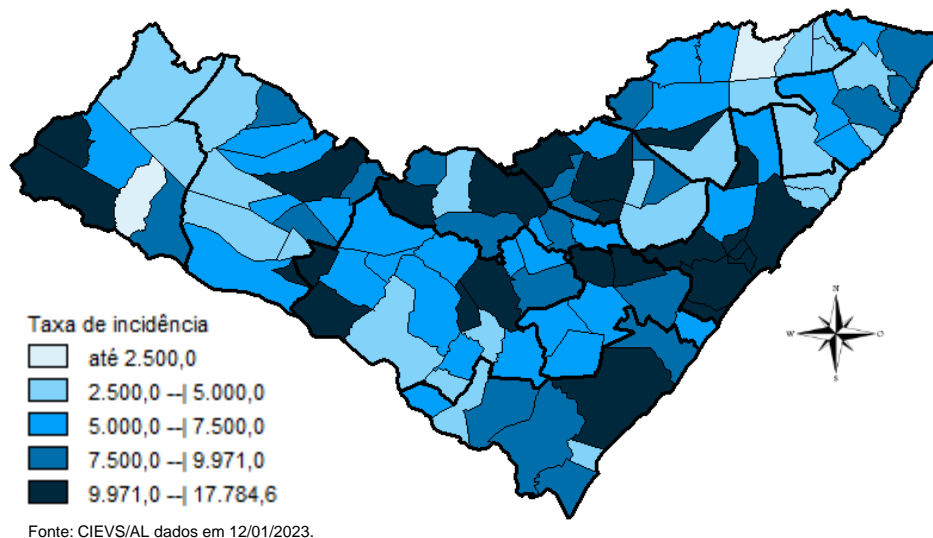 Taxa de incidência
até 2.500,0
2.500,0 --| 5.000,0
5.000,0 --| 7.500,0
7.500,0 --| 9.971,0
9.971,0 --| 17.784,6
Fonte: CIEVS/AL dados em 12/01/2023.
N
W
O
S